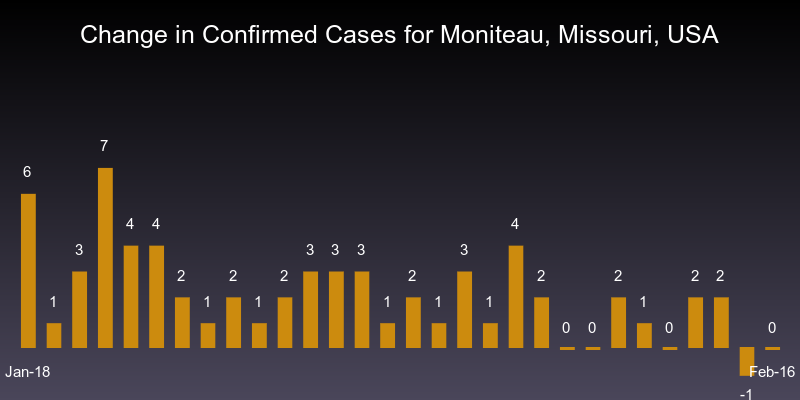 Change in Confirmed Cases for Moniteau, Missouri, USA
6 1 3 7 4 4 2 1 2 1 2 3 3 3 1 2 1 3 1 4 2 0 0 2 1 0 2 2 -1 0
Jan-18 Feb-16